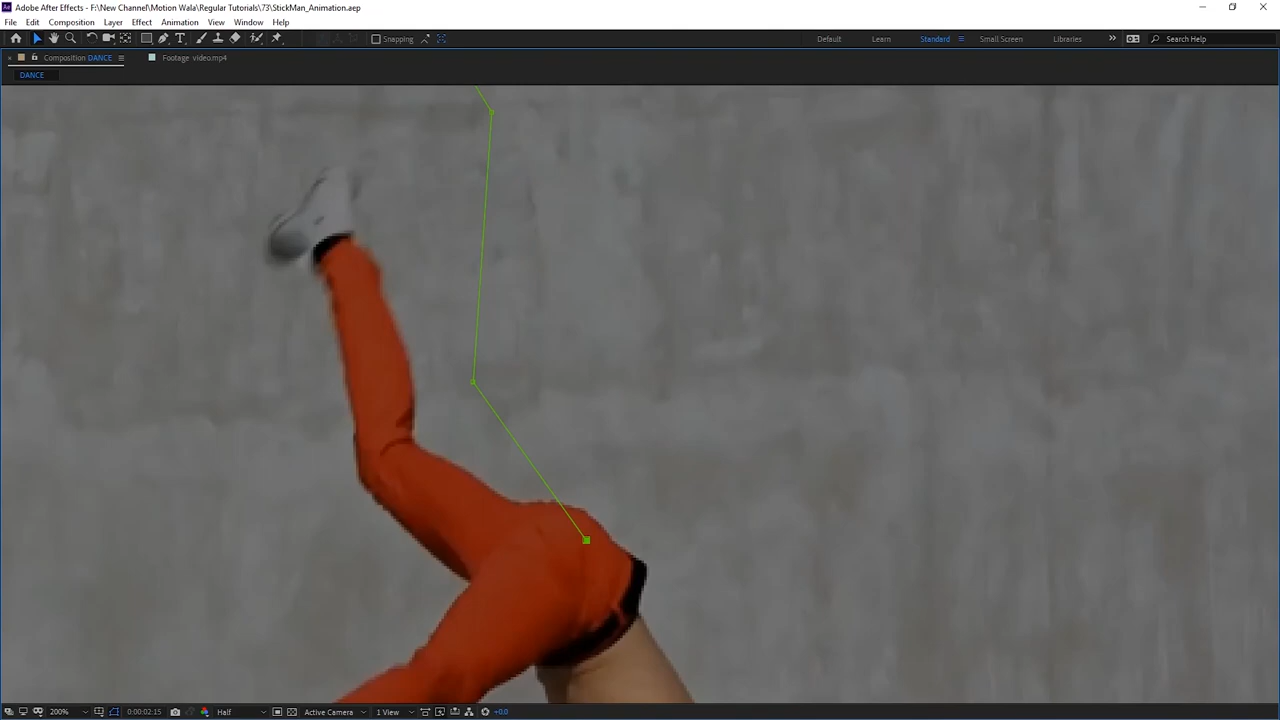 Adobe After Effects - F:\New Channel\Motion Wala\Regular Tutorials\73\StickMan_Animation.aep
File Edit Composition Layer Effect Animation View Window Help
Snapping Default Learn Standard Small Screen Libraries Search Help
Composition DANCE Footage video.mp4
DANCE
200% 0:00:02:15 Half Active Camera 1 View +0.0